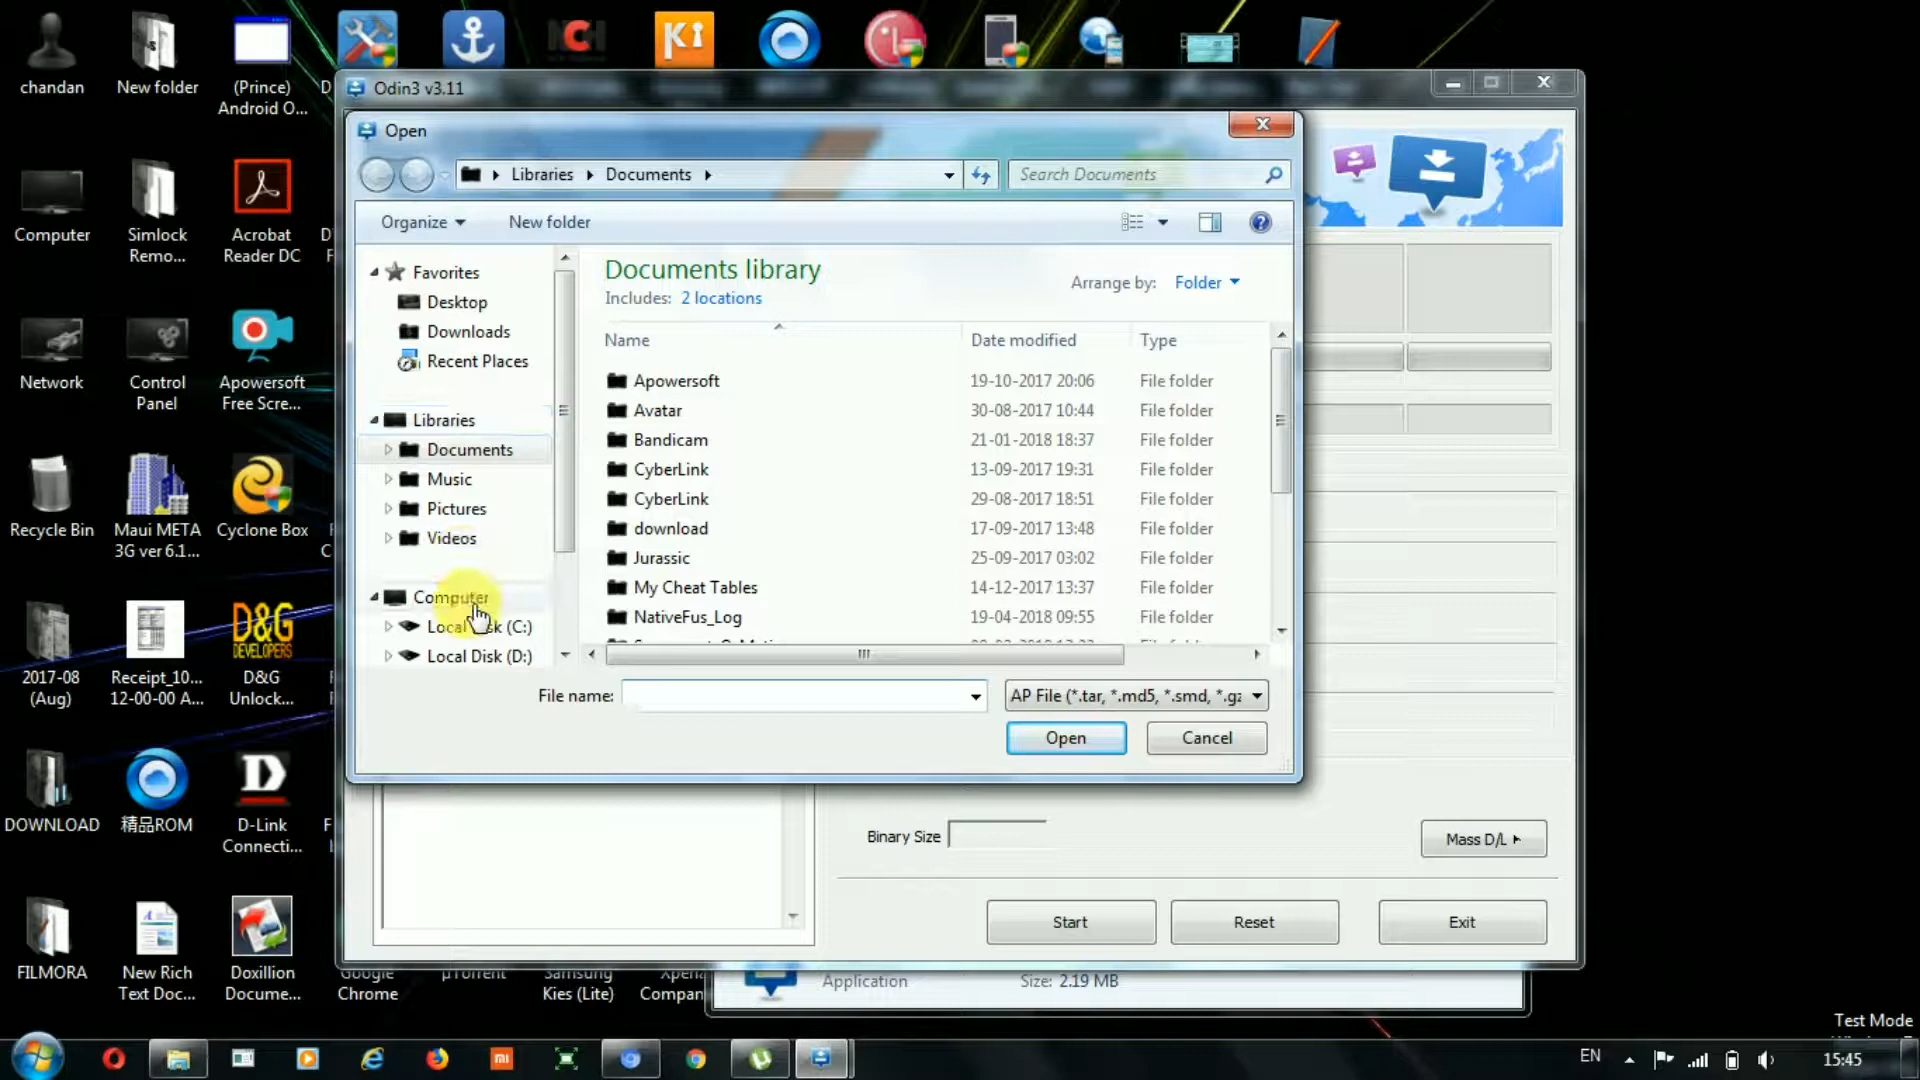 chandan
New folder
(Prince)
Android O...
Computer
Simlock
Remo...
Acrobat
Reader DC
Network
Control
Panel
Apowersoft
Free Scre...
Recycle Bin
Maui META
3G ver 6.1...
Cyclone Box
2017-08
(Aug)
Receipt_10...
12-00-00 A...
D&G
DEVELOPERS
D&G
Unlock...
DOWNLOAD
精品ROM
D-Link
Connecti...
FILMORA
New Rich
Text Doc...
Doxillion
Docume...
Ki
Odin3 v3.11
Open
Libraries
Documents
Search Documents
Organize
New folder
Favorites
Desktop
Downloads
Recent Places
Libraries
Documents
Music
Pictures
Videos
Computer
Local Disk (C:)
Local Disk (D:)
Documents library
Includes: 2 locations
Arrange by: Folder
Name Date modified Type
Apowersoft 19-10-2017 20:06 File folder
Avatar 30-08-2017 10:44 File folder
Bandicam 21-01-2018 18:37 File folder
CyberLink 13-09-2017 19:31 File folder
CyberLink 29-08-2017 18:51 File folder
download 17-09-2017 13:48 File folder
Jurassic 25-09-2017 03:02 File folder
My Cheat Tables 14-12-2017 13:37 File folder
NativeFus_Log 19-04-2018 09:55 File folder
File name:
AP File (*.tar, *.md5, *.smd, *.gz
Open
Cancel
Binary Size
Mass D/L
Start
Reset
Exit
Google
Chrome
µTorrent
Samsung
Kies (Lite)
Xperia
Compan
Application
Size: 2.19 MB
Test Mode
EN
15:45